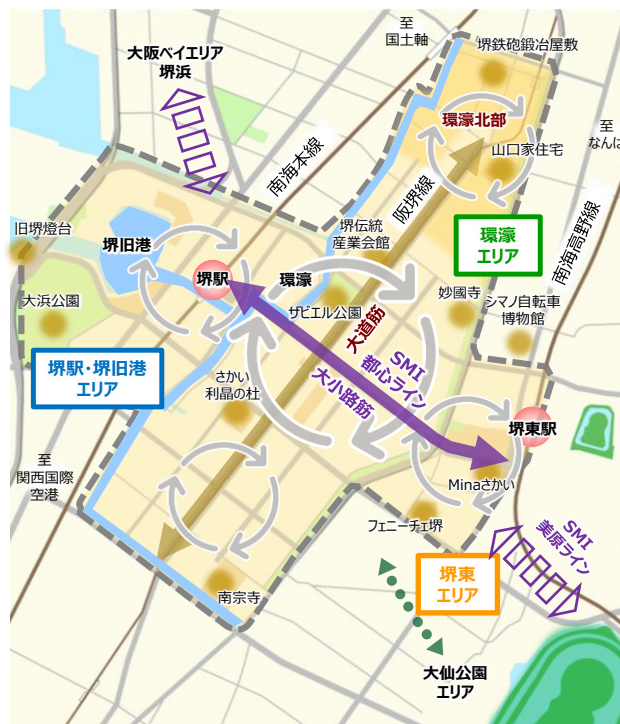 至
国土軸
堺鉄砲鍛冶屋敷
大阪ベイエリア
堺浜
環濠北部
至
なんば
山口家住宅
南海本線
阪堺線
南海高野線
旧堺燈台
堺旧港
堺伝統
産業会館
環濠
エリア
堺駅
環濠
妙國寺
シマノ自転車
博物館
大浜公園
ザビエル公園
大道筋
SMI
都心ライン
大小路筋
堺駅・堺旧港
エリア
さかい
利晶の杜
堺東駅
至
関西国際
空港
Minaさかい
フェニーチェ堺
SMI
美原ライン
堺東
エリア
南宗寺
大仙公園
エリア